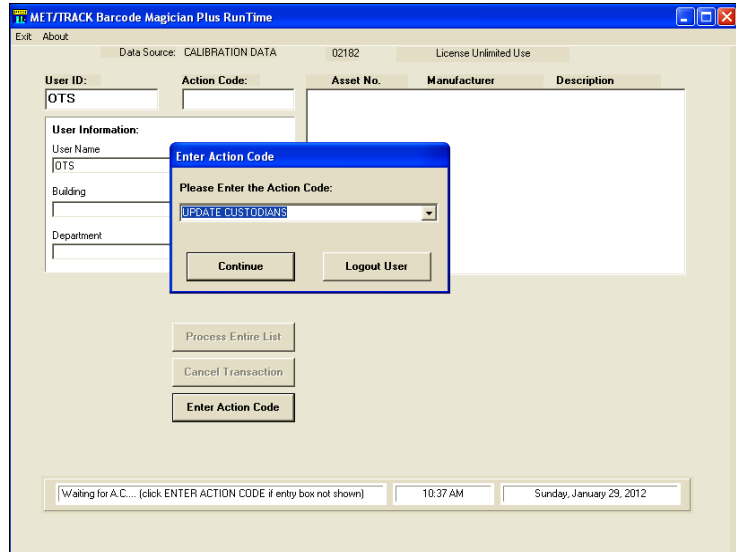 MET/TRACK Barcode Magician Plus RunTime
Exit About
Data Source: CALIBRATION DATA 02182 License Unlimited Use
User ID: Action Code: Asset No. Manufacturer Description
OTS
User Information:
User Name
OTS
Building
Department
Enter Action Code
Please Enter the Action Code:
UPDATE CUSTODIANS
Continue Logout User
Process Entire List
Cancel Transaction
Enter Action Code
Waiting for A.C.... (click ENTER ACTION CODE if entry box not shown) 10:37 AM Sunday, January 29, 2012